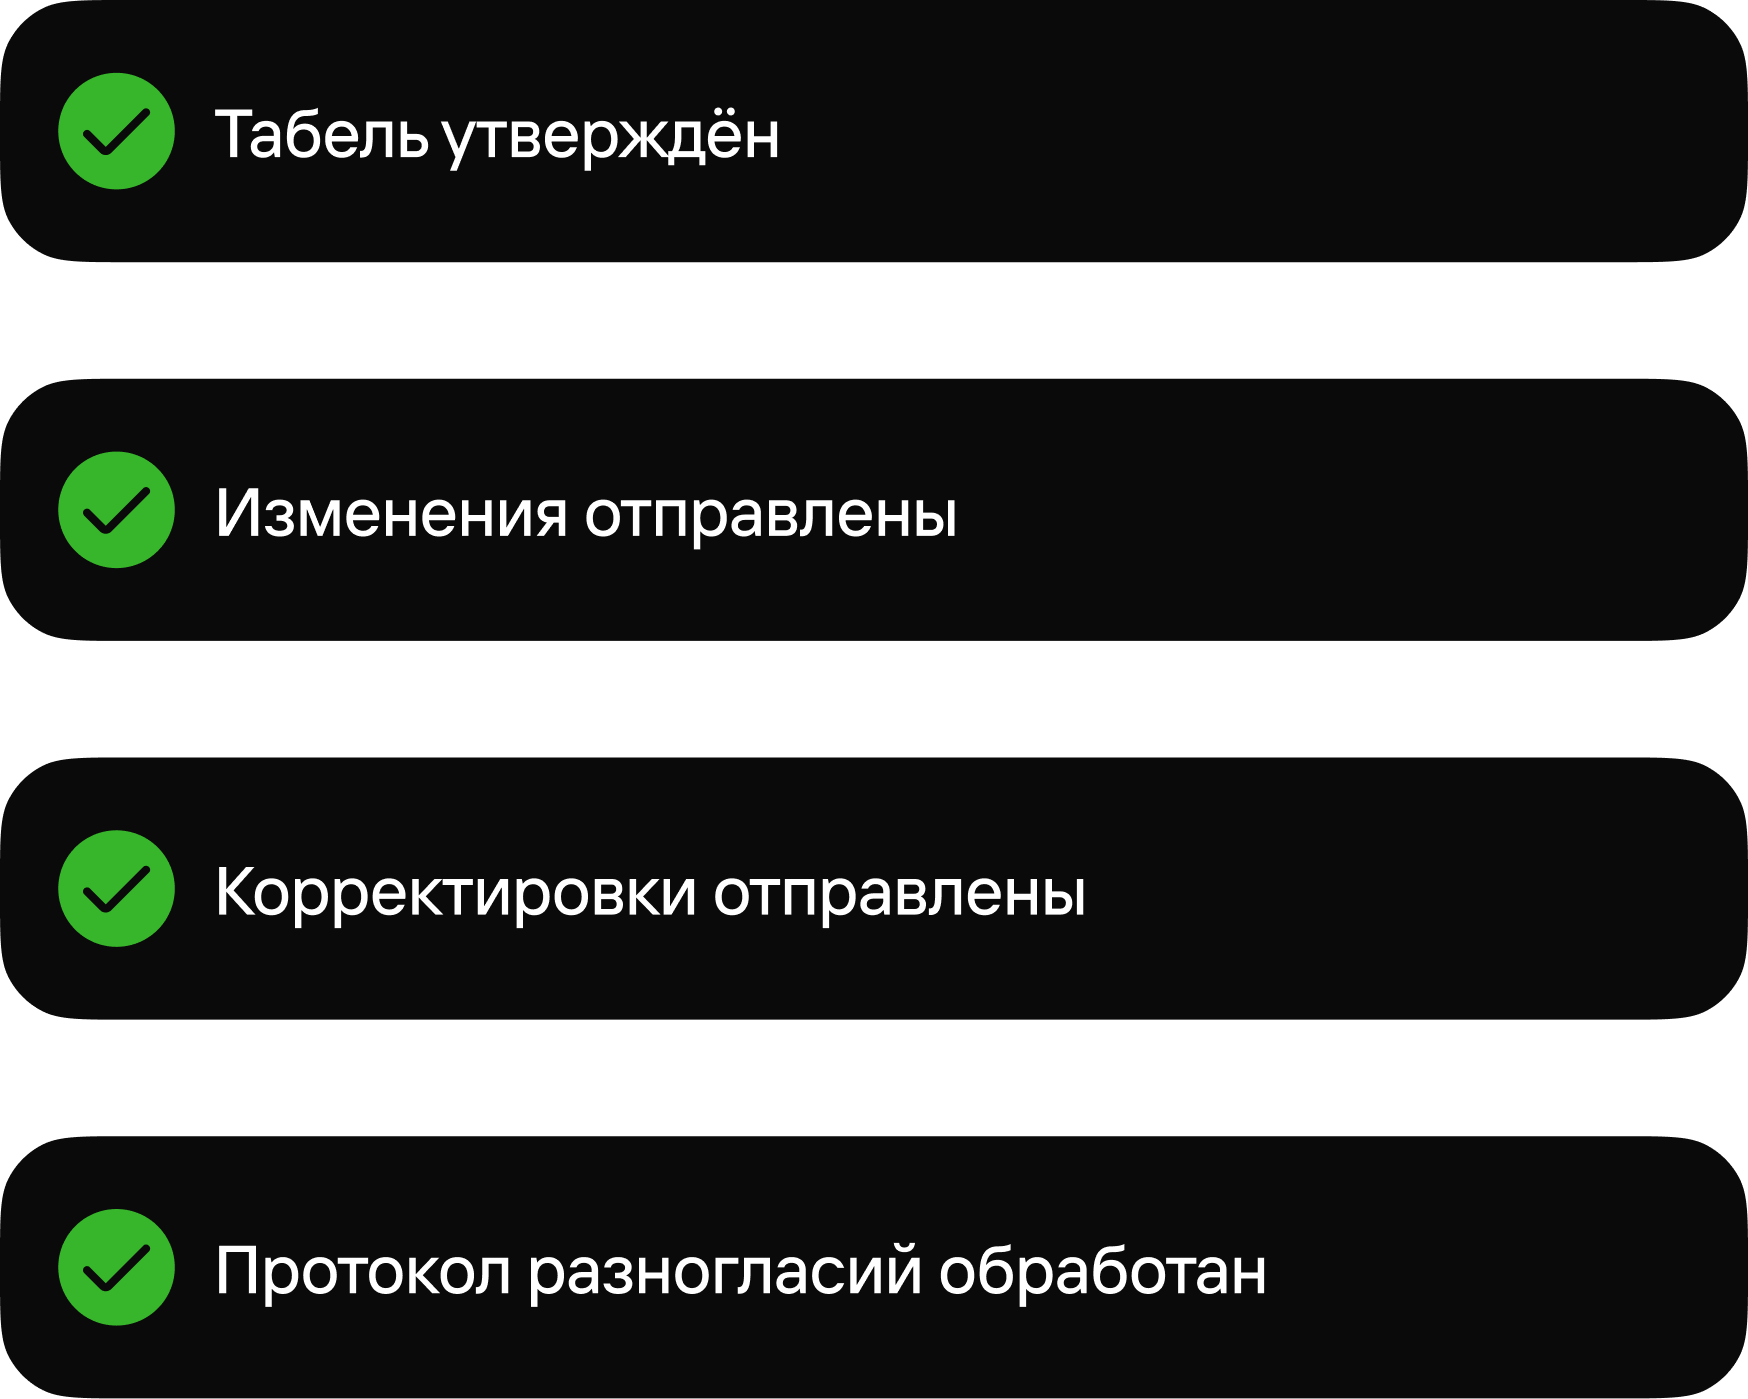 Табель утверждён
Изменения отправлены
Корректировки отправлены
Протокол разногласий обработан